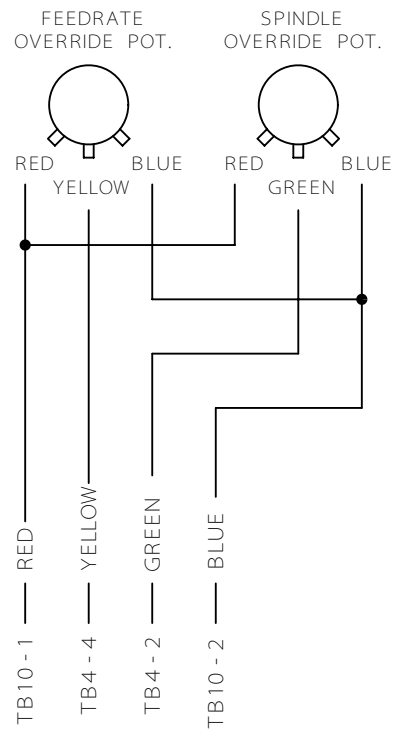 FEEDRATE
OVERRIDE POT.
SPINDLE
OVERRIDE POT.
RED
BLUE
YELLOW
RED
BLUE
GREEN
RED
YELLOW
GREEN
BLUE
TB10 - 1
TB4 - 4
TB4 - 2
TB10 - 2